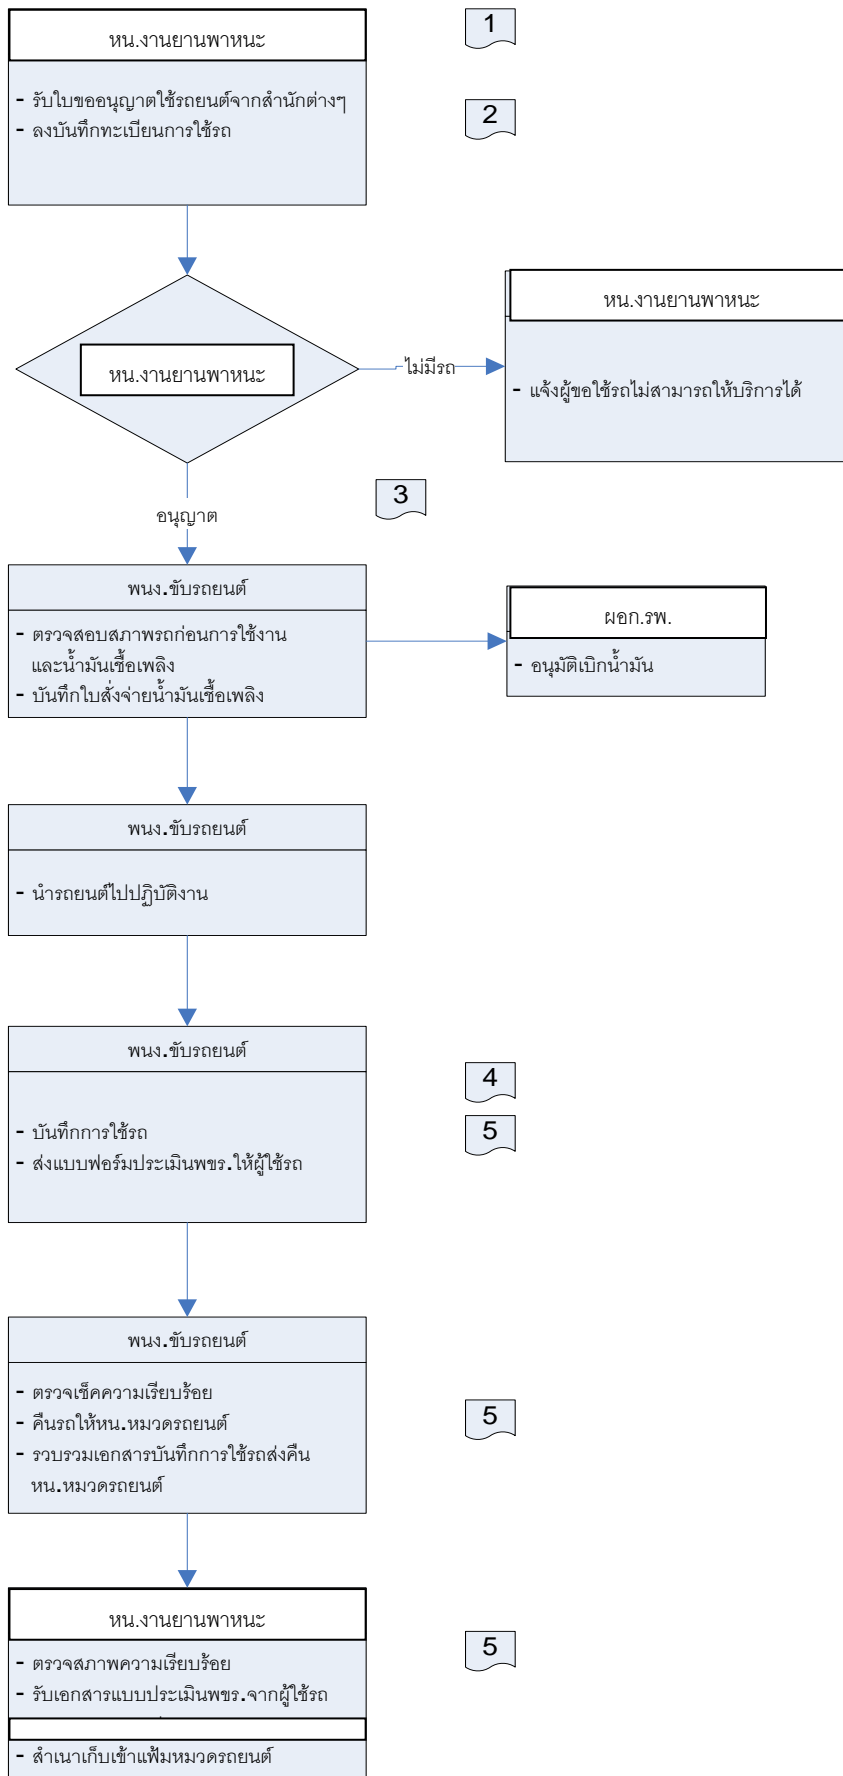 หน.งานยานพาหนะ
1
- รับใบขออนุญาตใช้รถยนต์จากสำนักต่างๆ
2
- ลงบันทึกทะเบียนการใช้รถ
หน.งานยานพาหนะ
ไม่มีรถ
หน.งานยานพาหนะ
- แจ้งผู้ขอใช้รถไม่สามารถให้บริการได้
3
อนุญาต
พนง.ขับรถยนต์
- ตรวจสอบสภาพรถก่อนการใช้งาน
และน้ำมันเชื้อเพลิง
- บันทึกใบสั่งจ่ายน้ำมันเชื้อเพลิง
ผอก.รพ.
- อนุมัติเบิกน้ำมัน
พนง.ขับรถยนต์
- นำรถยนต์ไปปฏิบัติงาน
พนง.ขับรถยนต์
4
- บันทึกการใช้รถ
5
- ส่งแบบฟอร์มประเมินพขร.ให้ผู้ใช้รถ
พนง.ขับรถยนต์
- ตรวจเช็คความเรียบร้อย
- คืนรถให้หน.หมวดรถยนต์
5
- รวบรวมเอกสารบันทึกการใช้รถส่งคืน
หน.หมวดรถยนต์
หน.งานยานพาหนะ
5
- ตรวจสภาพความเรียบร้อย
- รับเอกสารแบบประเมินพขร.จากผู้ใช้รถ
- สำเนาเก็บเข้าแฟ้มหมวดรถยนต์